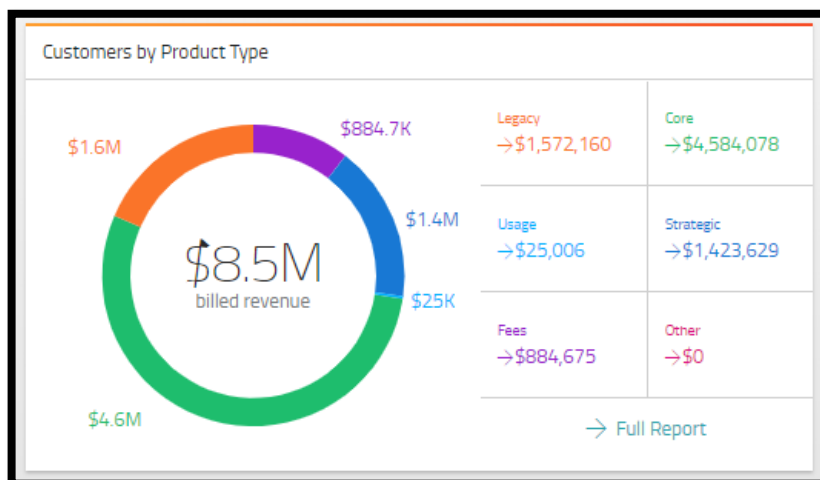 Customers by Product Type
$884.7K
$1.6M
$1.4M
$8.5M
billed revenue
$25K
$4.6M
Legacy
→$1,572,160
Core
→$4,584,078
Usage
→$25,006
Strategic
→$1,423,629
Fees
→$884,675
Other
→$0
→ Full Report